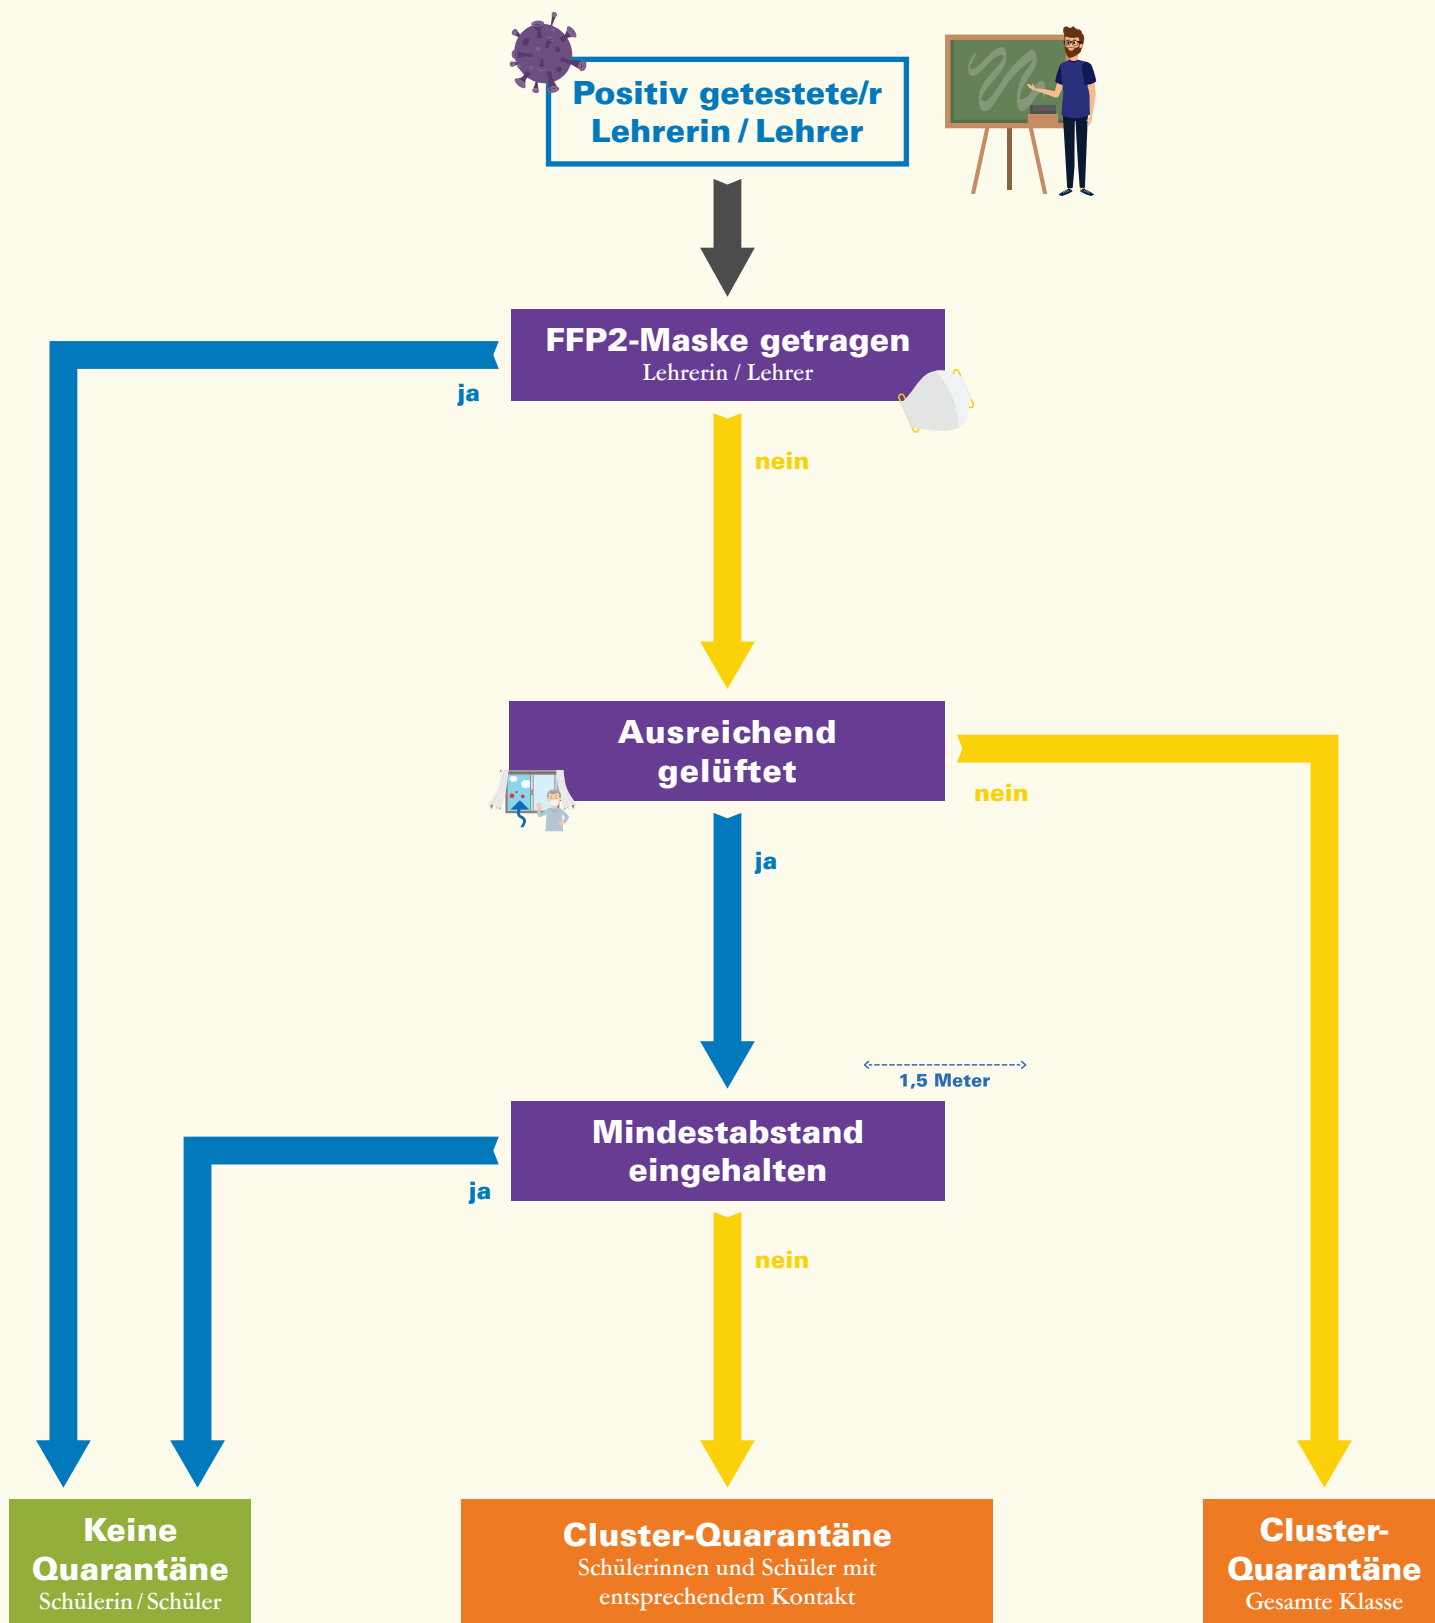 Positiv getestete/r
Lehrerin / Lehrer
FFP2-Maske getragen
Lehrerin / Lehrer
ja
nein
Ausreichend
gelüftet
nein
ja
1,5 Meter
Mindestabstand
eingehalten
ja
nein
Keine
Quarantäne
Schülerin / Schüler
Cluster-Quarantäne
Schülerinnen und Schüler mit
entsprechendem Kontakt
Cluster-
Quarantäne
Gesamte Klasse